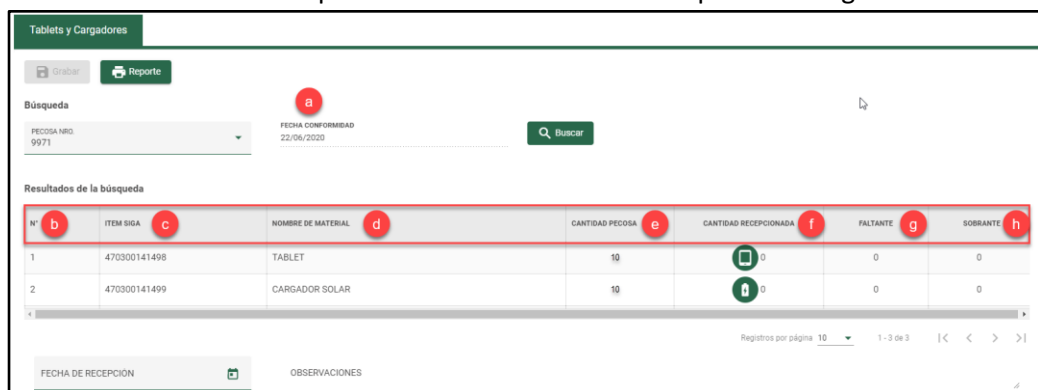 Tablets y Cargadores
Grabar Reporte
Búsqueda a
PECOSA NRO. FECHA CONFORMIDAD
9971 22/06/2020 Buscar
Resultados de la búsqueda
N° b ITEM SIGA c NOMBRE DE MATERIAL d CANTIDAD PECOSA e CANTIDAD RECEPCIONADA f FALTANTE g SOBRANTE h
1 470300141498 TABLET 10 0 0 0
2 470300141499 CARGADOR SOLAR 10 0 0 0
Registros por página 10 1 - 3 de 3
FECHA DE RECEPCIÓN OBSERVACIONES